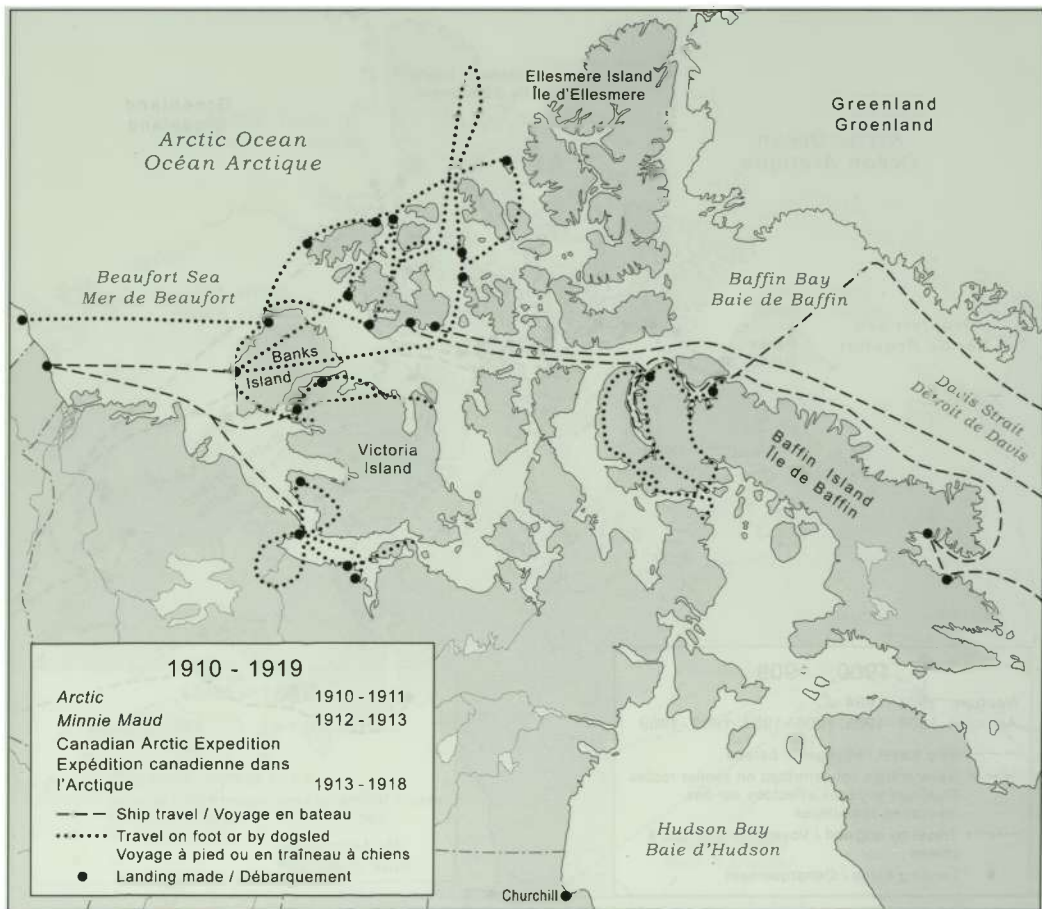 Ellesmere Island
Île d'Ellesmere
Greenland
Groenland
Arctic Ocean
Océan Arctique
Beaufort Sea
Mer de Beaufort
Baffin Bay
Baie de Baffin
Banks
Island
Davis Strait
Détroit de Davis
Victoria
Island
Baffin Island
Île de Baffin
1910 - 1919
Arctic 1910 - 1911
Minnie Maud 1912 - 1913
Canadian Arctic Expedition
Expédition canadienne dans
l'Arctique 1913 - 1918
Ship travel / Voyage en bateau
Travel on foot or by dogsled
Voyage à pied ou en traîneau à chiens
Landing made / Débarquement
Hudson Bay
Baie d'Hudson
Churchill